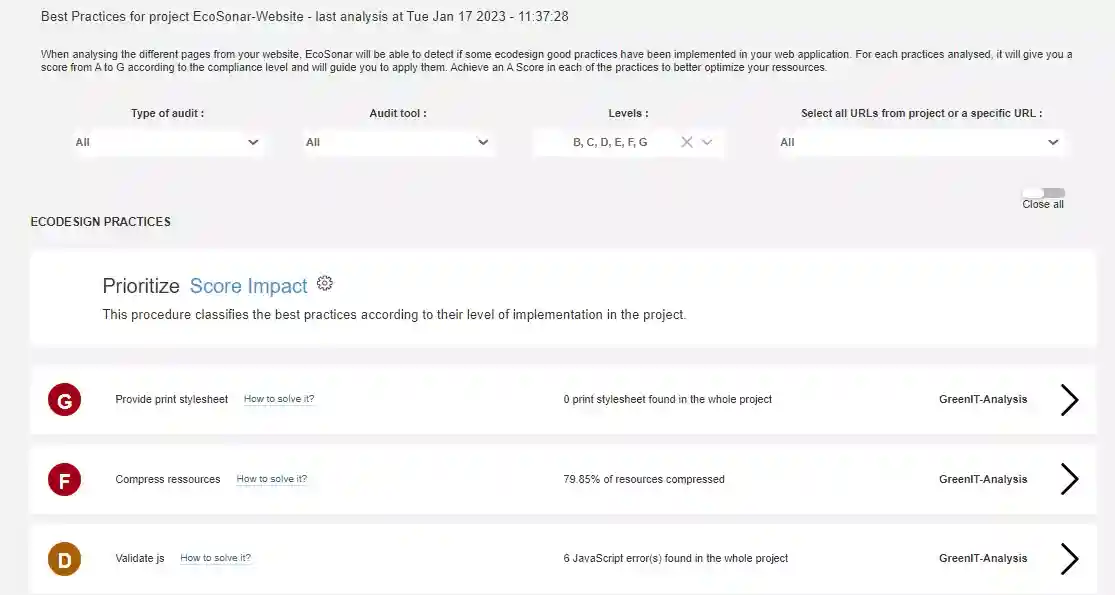 Best Practices for project EcoSonar-Website - last analysis at Tue Jan 17 2023 - 11:37:28
When analysing the different pages from your website, EcoSonar will be able to detect if some ecodesign good practices have been implemented in your web application. For each practices analysed, it will give you a
score from A to G according to the compliance level and will guide you to apply them. Achieve an A Score in each of the practices to better optimize your ressources.
Type of audit : Audit tool : Levels : Select all URLs from project or a specific URL :
All All B, C, D, E, F, G All
Close all
ECODESIGN PRACTICES
Prioritize Score Impact
This procedure classifies the best practices according to their level of implementation in the project.
G Provide print stylesheet How to solve it? 0 print stylesheet found in the whole project GreenIT-Analysis
F Compress ressources How to solve it? 79.85% of resources compressed GreenIT-Analysis
D Validate js How to solve it? 6 JavaScript error(s) found in the whole project GreenIT-Analysis